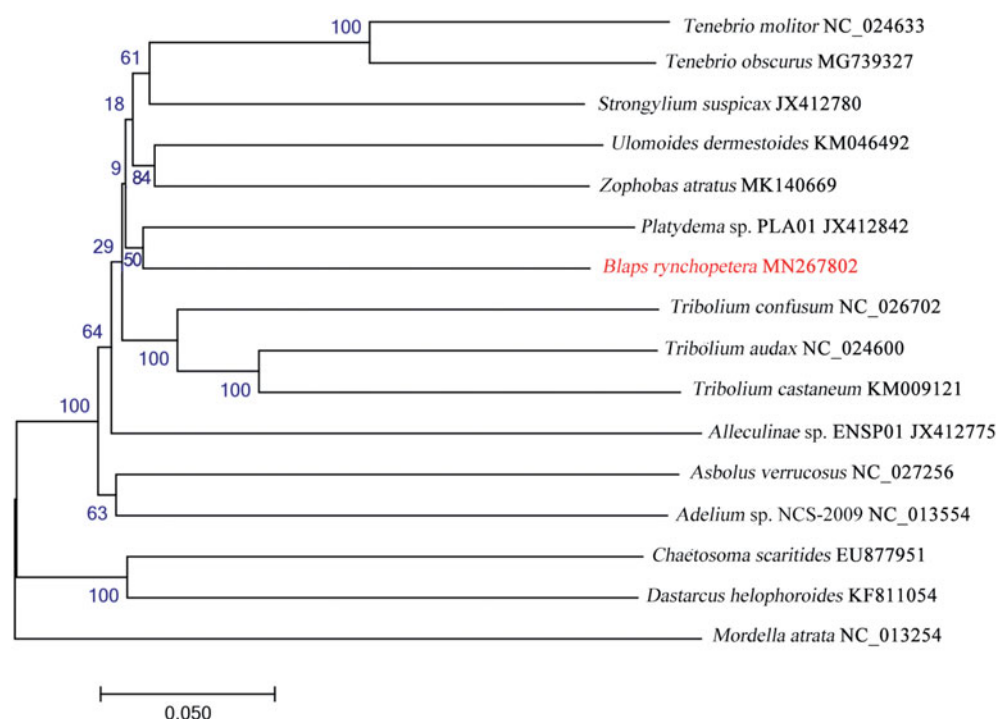 100
Tenebrio molitor NC_024633
61
Tenebrio obscurus MG739327
18
Strongylium suspicax JX412780
9
84
Ulomoides dermestoides KM046492
Zophobas atratus MK140669
29
50
Platydema sp. PLA01 JX412842
Blaps rynchopetera MN267802
64
Tribolium confusum NC_026702
100
Tribolium audax NC_024600
100
Tribolium castaneum KM009121
100
Alleculinae sp. ENSP01 JX412775
Asbolus verrucosus NC_027256
63
Adelium sp. NCS-2009 NC_013554
Chaetosoma scaritides EU877951
100
Dastarcus helophoroides KF811054
Mordella atrata NC_013254
0.050